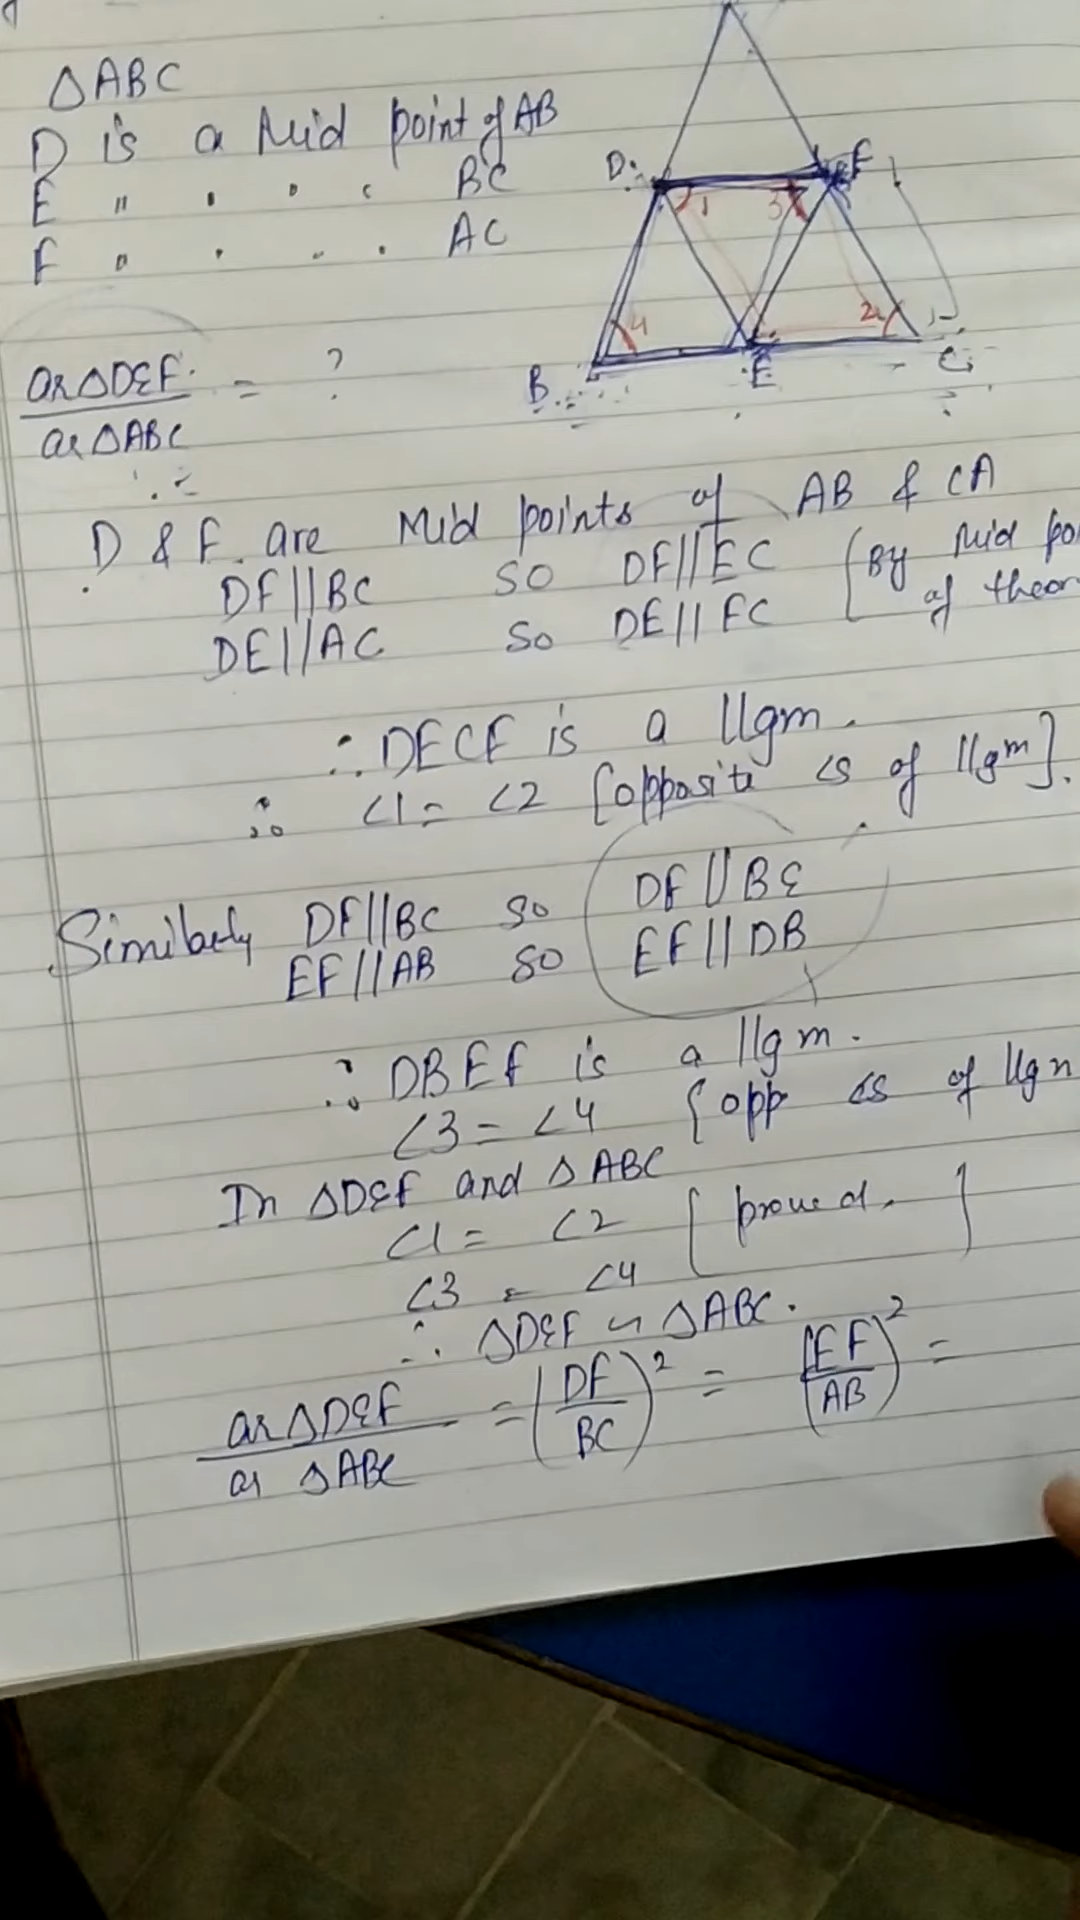 △ABC
D is a Mid point of AB
E " " " " BC
F " " " " AC
ar△DEF / ar△ABC = ?
D
F
1
3
4
2
B
E
C
∵
D & F are Mid points of AB & CA
DF||BC so DF||EC [By Mid
DE||AC so DE||FC of
∴ DECF is a ||gm.
∴ ∠1 = ∠2 [opposite ∠s of ||gm].
Similarly DF||BC so DF||BE
EF||AB so EF||DB
∴ DBEF is a ||gm.
∠3 = ∠4 {opp ∠s of ||gm
In △DEF and △ABC
∠1 = ∠2 [proved.]
∠3 = ∠4
∴ △DEF ∽ △ABC.
ar△DEF / ar △ABC = (DF/BC)² = (EF/AB)² =